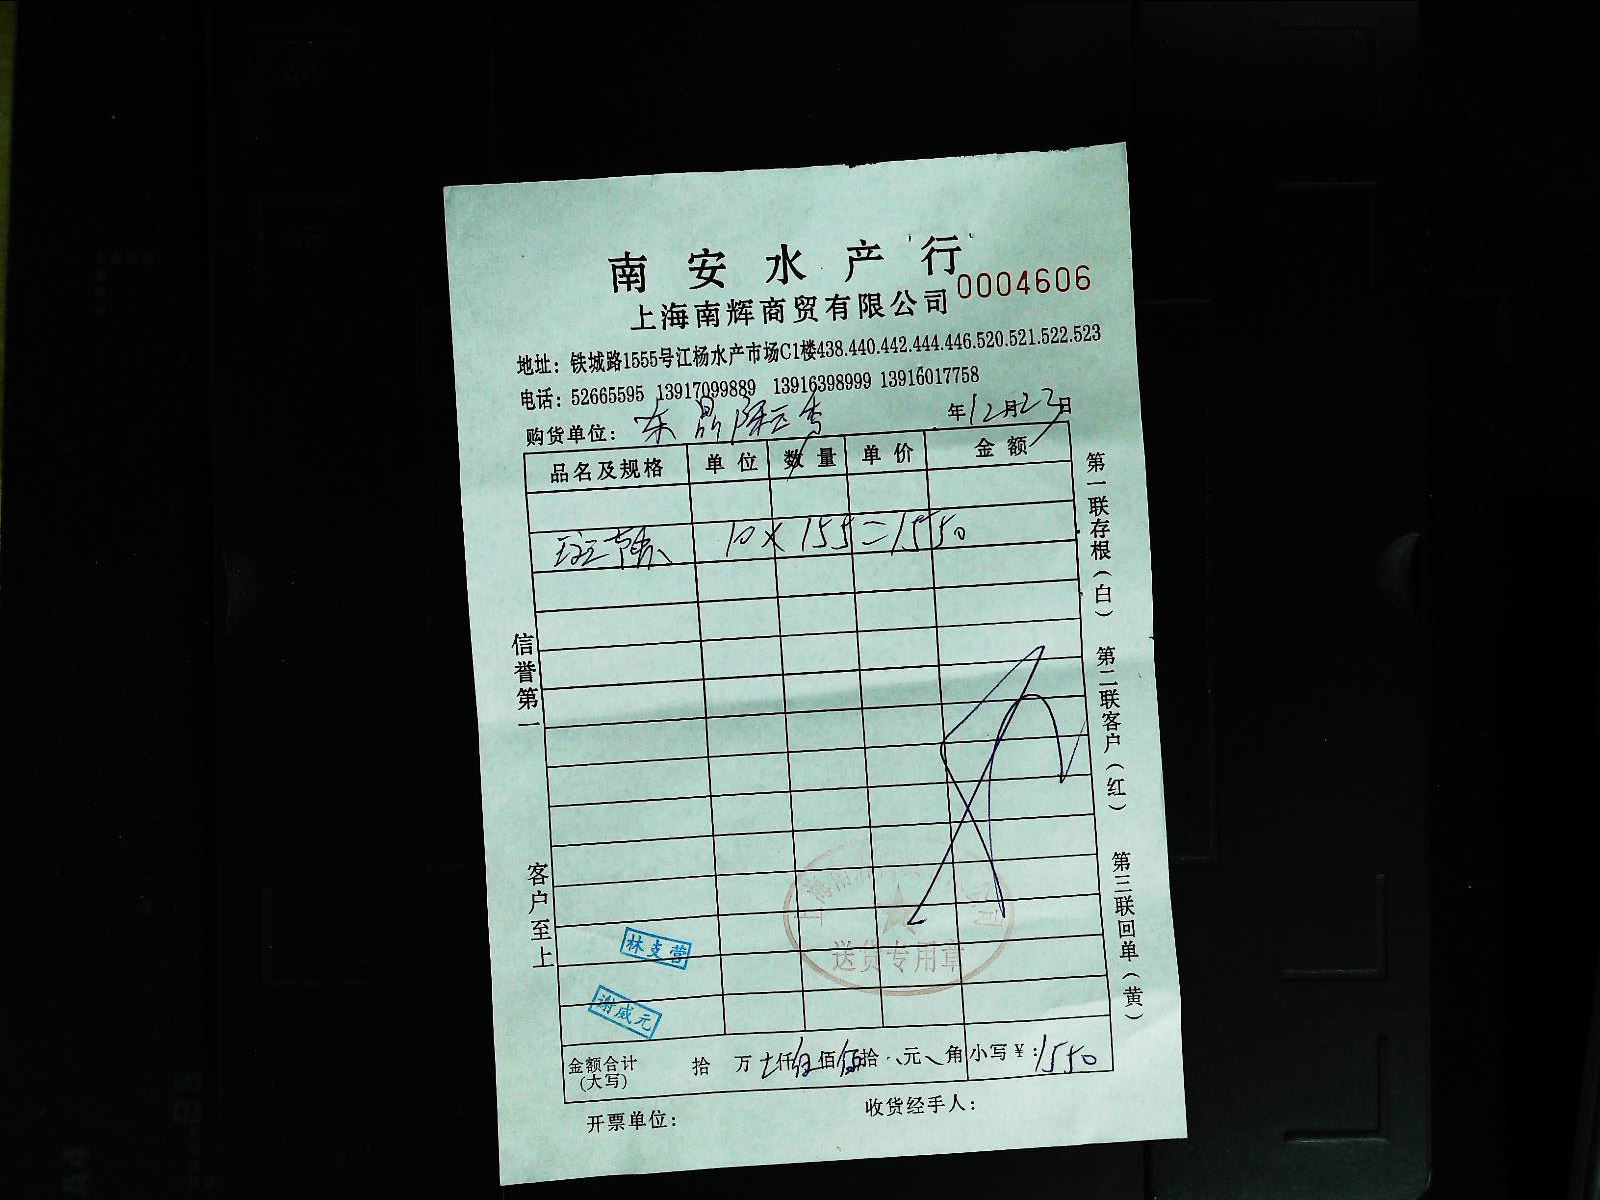 南安水产行
上海南辉商贸有限公司 0004606
地址：铁城路1555号江杨水产市场C1楼438.440.442.444.446.520.521.522.523
电话：52665595 13917099889 13916398999 13916017758
购货单位： 年12月22日
品名及规格 单位 数量 单价 金额
10×155=1550
信誉第一
客户至上
第一联存根（白）
第二联客户（红）
第三联回单（黄）
送货专用章
林支营
谢威元
金额合计（大写） 拾 万 仟伍佰伍拾 元 角 小写￥：1550
开票单位： 收货经手人：